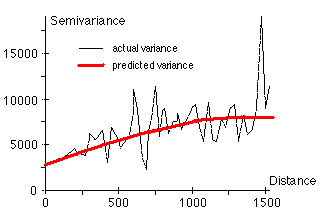 Semivariance
15000
actual variance
predicted variance
10000
5000
Distance
0
0 500 1000 1500